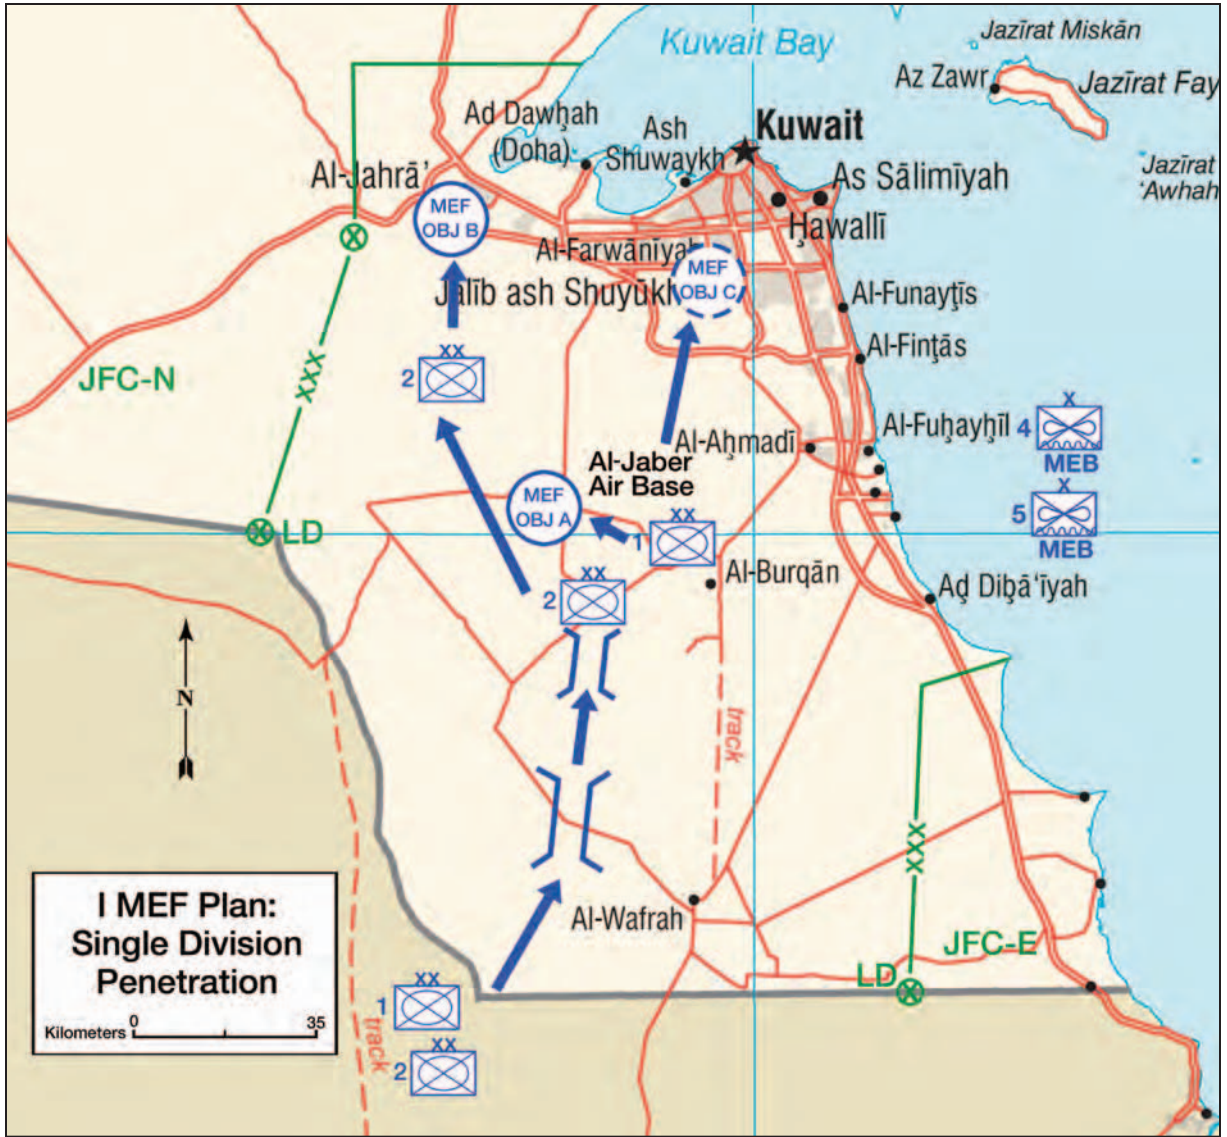 Kuwait Bay
Jazīrat Miskān
Az Zawr
Jazīrat Fay
Ad Dawḩah
(Doha)
Ash
Shuwaykh
Kuwait
Jazīrat
'Awhah
Al-Jahrā'
As Sālimīyah
MEF
OBJ B
Ḩawallī
Al-Farwānīyah
MEF
OBJ C
Jalīb ash Shuyūkh
Al-Funayţīs
Al-Finţās
JFC-N
XXX
XX
2
Al-Fuḩayḩīl
X
4
MEB
Al-Aḩmadī
Al-Jaber
Air Base
MEF
OBJ A
X
5
MEB
LD
XX
1
Al-Burqān
XX
2
Aḑ Dibā'īyah
N
track
XXX
I MEF Plan:
Single Division
Penetration
Kilometers 0 35
Al-Wafrah
JFC-E
LD
XX
1
track
XX
2